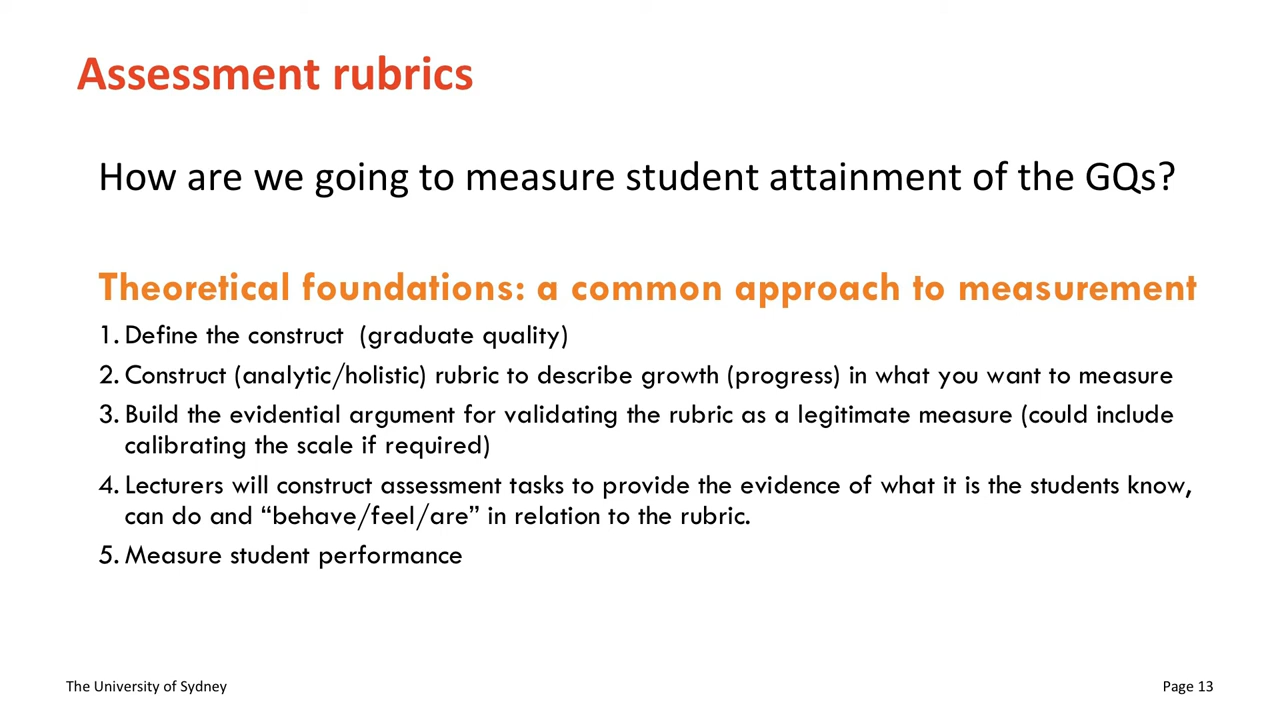 Assessment rubrics
How are we going to measure student attainment of the GQs?
Theoretical foundations: a common approach to measurement
1. Define the construct  (graduate quality)
2. Construct (analytic/holistic) rubric to describe growth (progress) in what you want to measure
3. Build the evidential argument for validating the rubric as a legitimate measure (could include
calibrating the scale if required)
4. Lecturers will construct assessment tasks to provide the evidence of what it is the students know,
can do and “behave/feel/are” in relation to the rubric.
5. Measure student performance
The University of Sydney
Page 13